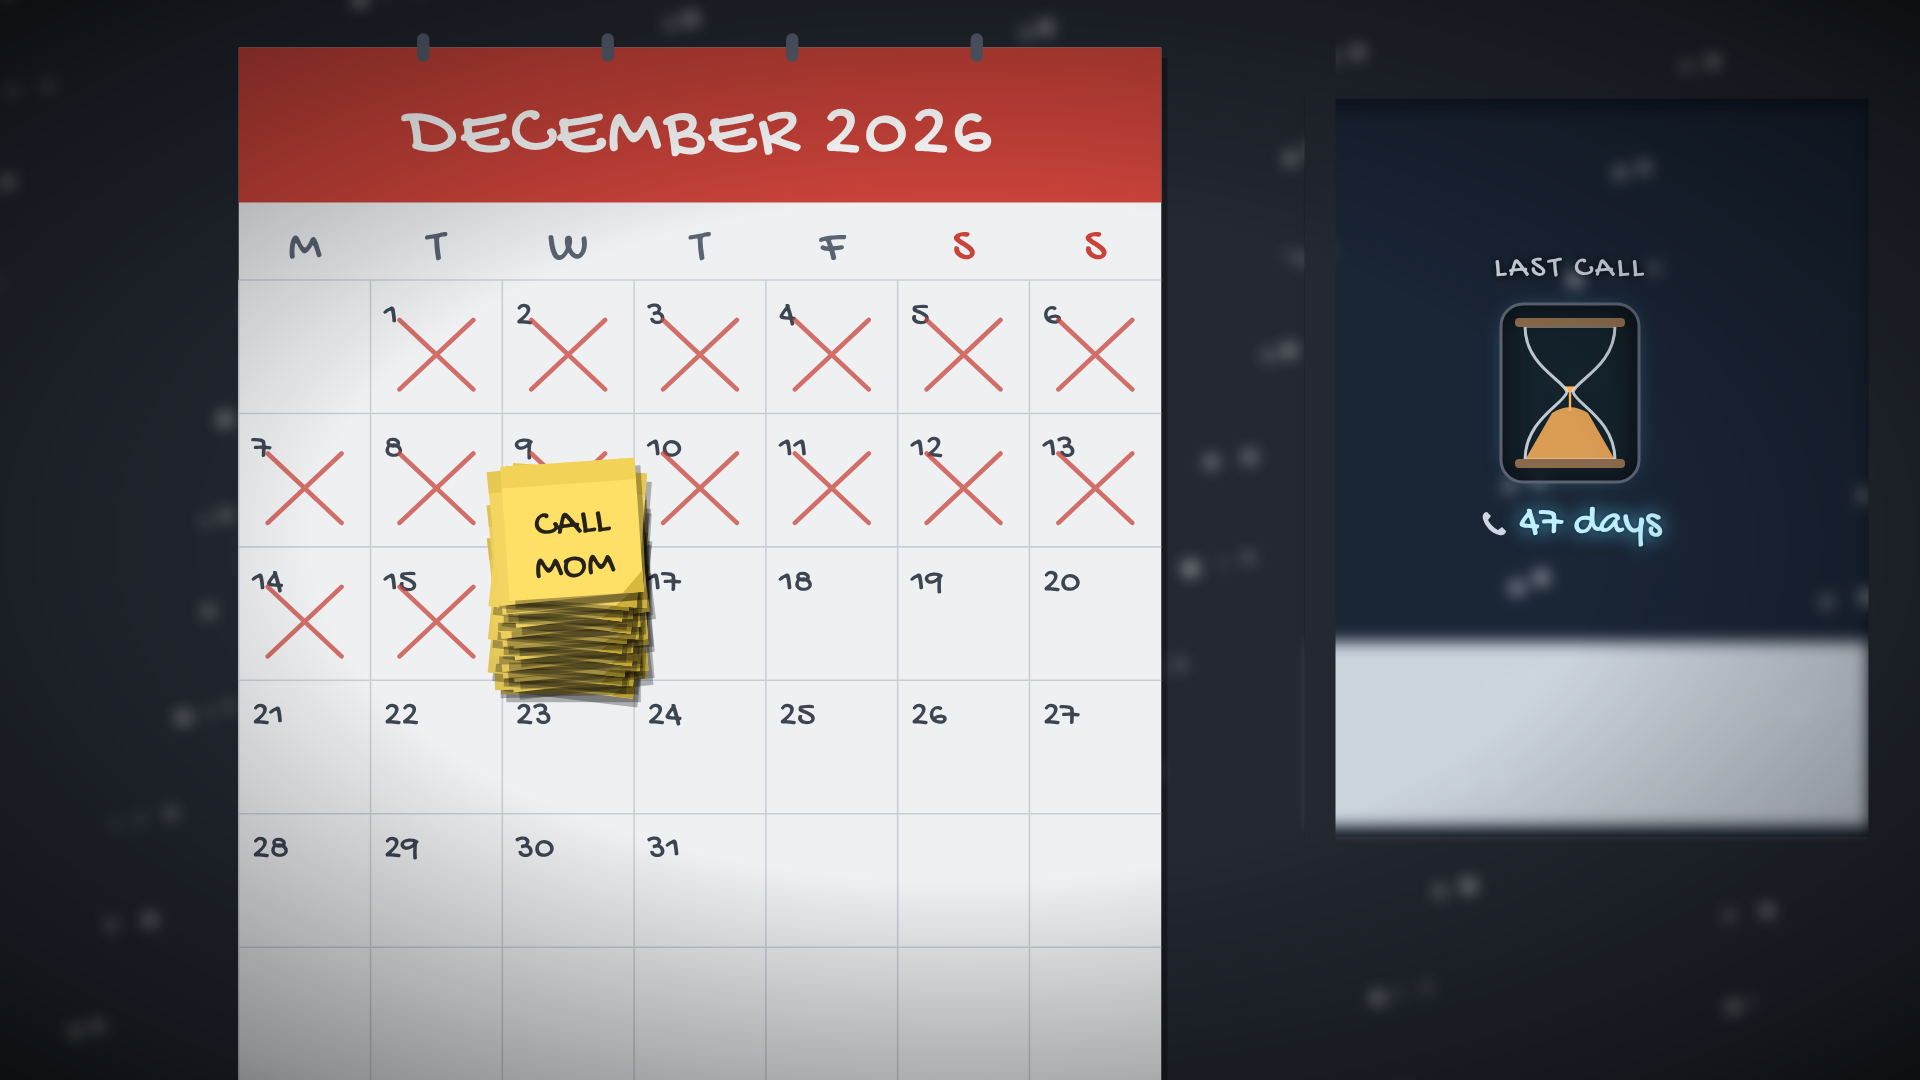 DECEMBER 2026
M T W T F S S
1 2 3 4 5 6
7 8 9 10 11 12 13
CALL
MOM
14 15 17 18 19 20
21 22 23 24 25 26 27
28 29 30 31
LAST CALL
47 days